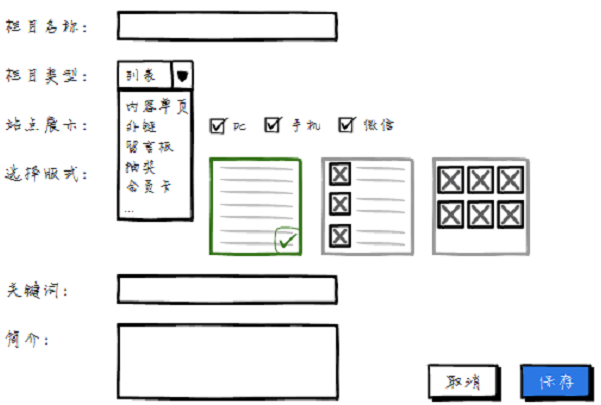 栏目名称：
栏目类型：
列表
内容单页
外链
留言板
抽奖
会员卡
...
站点展示：
PC 手机 微信
选择版式：
关键词：
简介：
取消 保存